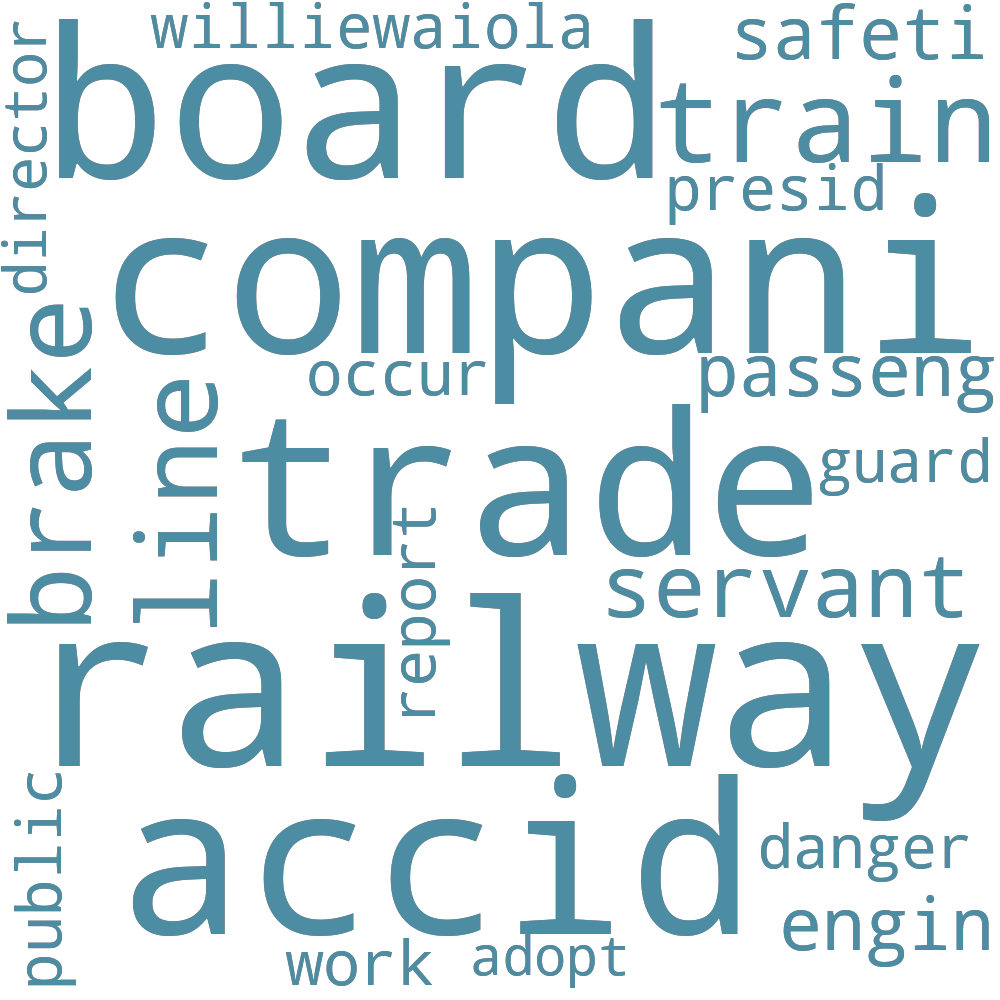 williewaiola
safeti
director
board
train
presid
compani
brake
occur
passeng
line
trade
guard
report
servant
railway
public
accid
danger
engin
work
adopt